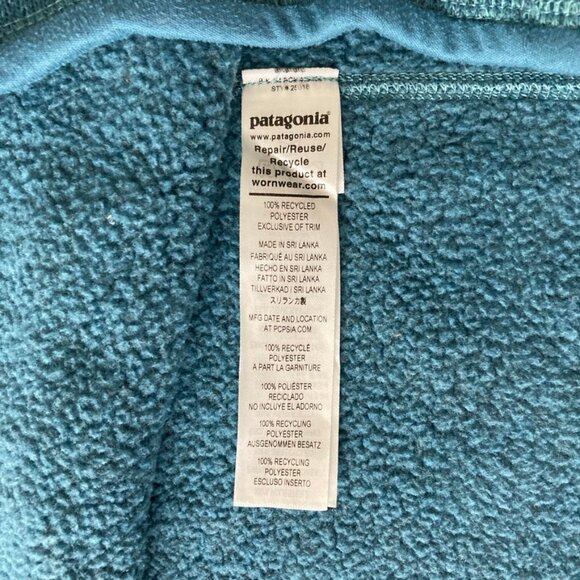 patagonia®
www.patagonia.com
Repair/Reuse/
Recycle
this product at
wornwear.com
100% RECYCLED
POLYESTER
EXCLUSIVE OF TRIM
MADE IN SRI LANKA
FABRIQUÉ AU SRI LANKA
HECHO EN SRI LANKA
FATTO IN SRI LANKA
TILLVERKAD / SRI LANKA
スリランカ製
MFG DATE AND LOCATION
AT PCPSIA.COM
100% RECYCLÉ
POLYESTER
A PART LA GARNITURE
100% POLIÉSTER
RECICLADO
NO INCLUYE EL ADORNO
100% RECYCLING
POLYESTER
AUSGENOMMEN BESATZ
100% RECYCLING
POLYESTER
ESCLUSO INSERTO